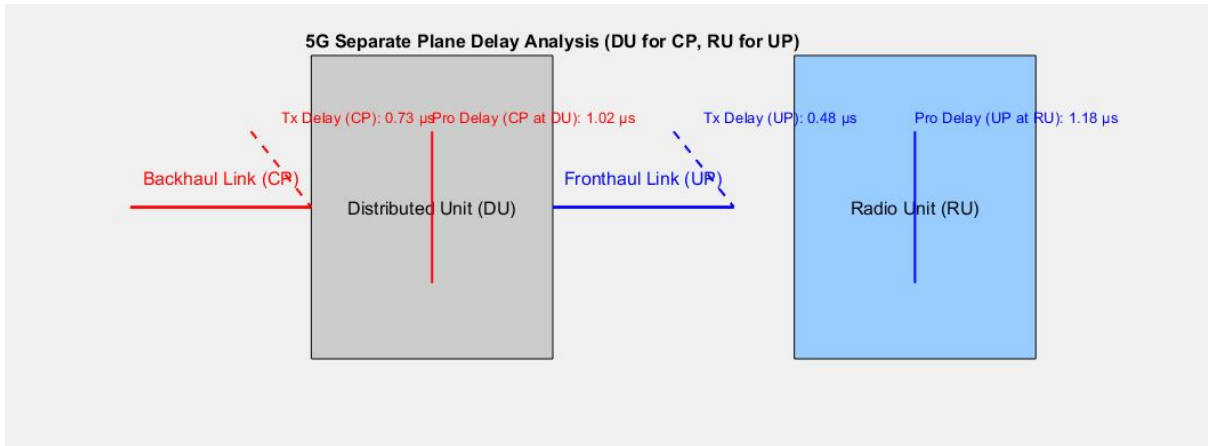 5G Separate Plane Delay Analysis (DU for CP, RU for UP)
Tx Delay (CP): 0.73 µs
Pro Delay (CP at DU): 1.02 µs
Tx Delay (UP): 0.48 µs
Pro Delay (UP at RU): 1.18 µs
Backhaul Link (CP)
Fronthaul Link (UP)
Distributed Unit (DU)
Radio Unit (RU)